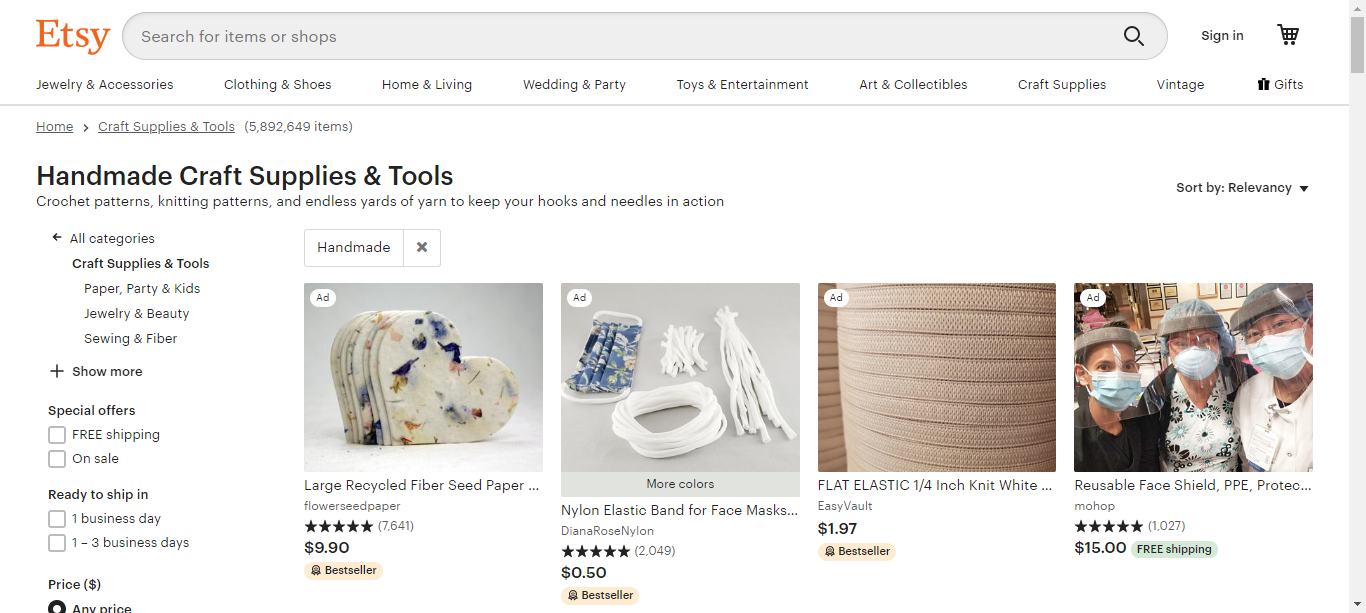 Etsy
Search for items or shops
Sign in
Jewelry & Accessories
Clothing & Shoes
Home & Living
Wedding & Party
Toys & Entertainment
Art & Collectibles
Craft Supplies
Vintage
Gifts
Home
Craft Supplies & Tools
(5,892,649 items)
Handmade Craft Supplies & Tools
Crochet patterns, knitting patterns, and endless yards of yarn to keep your hooks and needles in action
Sort by: Relevancy
All categories
Craft Supplies & Tools
Paper, Party & Kids
Jewelry & Beauty
Sewing & Fiber
Show more
Special offers
FREE shipping
On sale
Ready to ship in
1 business day
1 – 3 business days
Price ($)
Any price
Handmade
Ad
Large Recycled Fiber Seed Paper ...
flowerseedpaper
(7,641)
$9.90
Bestseller
Ad
More colors
Nylon Elastic Band for Face Masks...
DianaRoseNylon
(2,049)
$0.50
Bestseller
Ad
FLAT ELASTIC 1/4 Inch Knit White ...
EasyVault
$1.97
Bestseller
Ad
Reusable Face Shield, PPE, Protec...
mohop
(1,027)
$15.00
FREE shipping